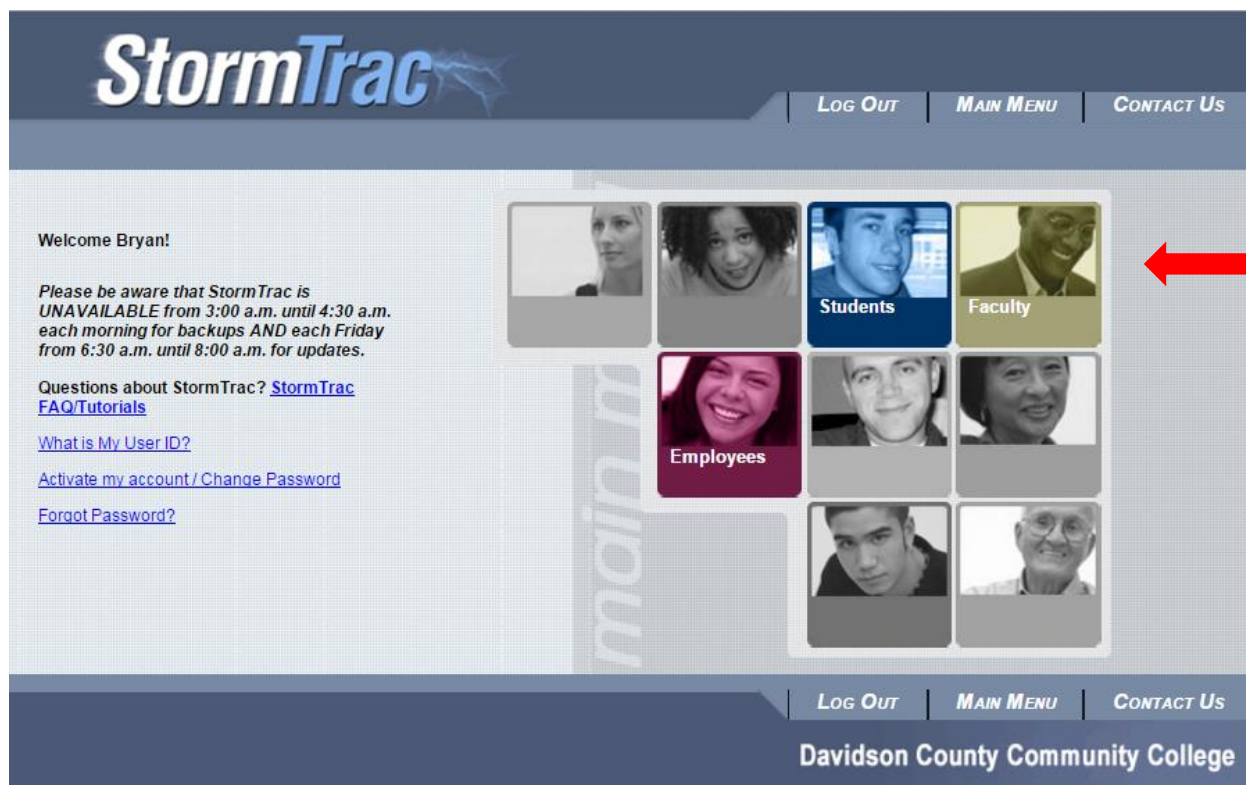 StormTrac
LOG OUT MAIN MENU CONTACT US
Welcome Bryan!
Please be aware that StormTrac is
UNAVAILABLE from 3:00 a.m. until 4:30 a.m.
each morning for backups AND each Friday
from 6:30 a.m. until 8:00 a.m. for updates.
Questions about StormTrac? StormTrac
FAQ/Tutorials
What is My User ID?
Activate my account / Change Password
Forgot Password?
main m
Students
Faculty
Employees
LOG OUT MAIN MENU CONTACT US
Davidson County Community College